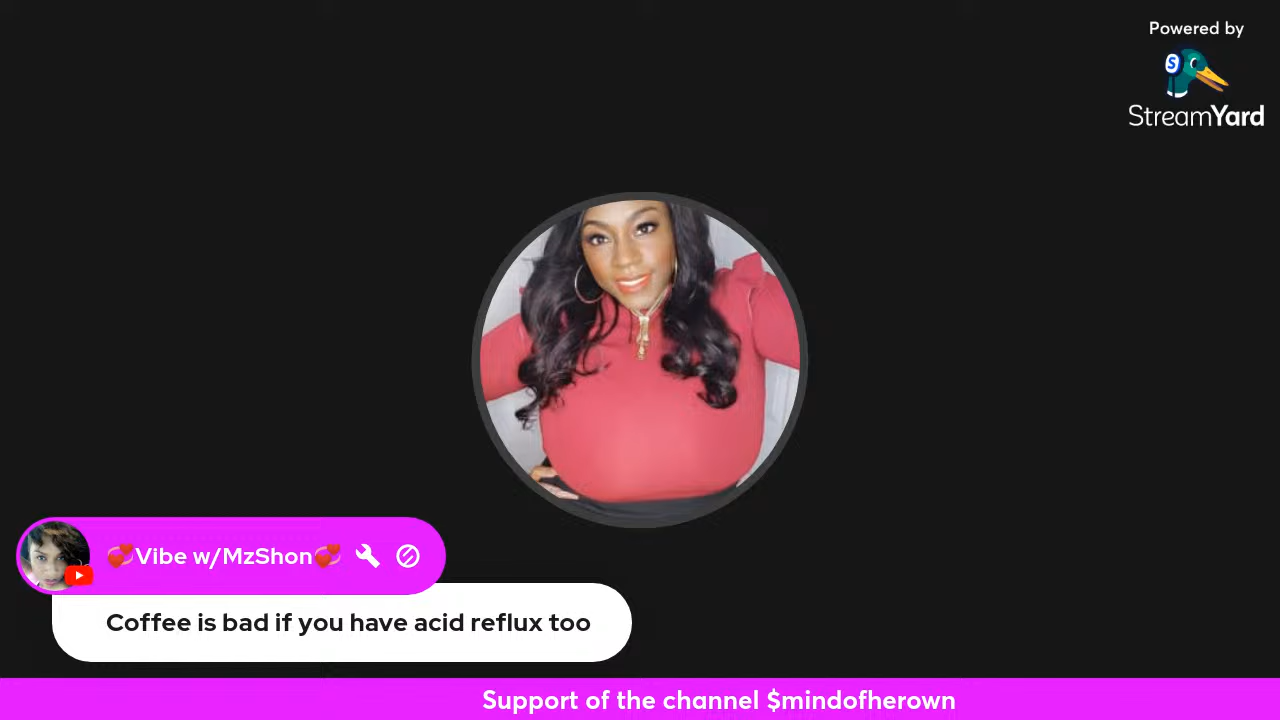 Powered by
S
StreamYard
💞Vibe w/MzShon💞
Coffee is bad if you have acid reflux too
Support of the channel $mindofherown